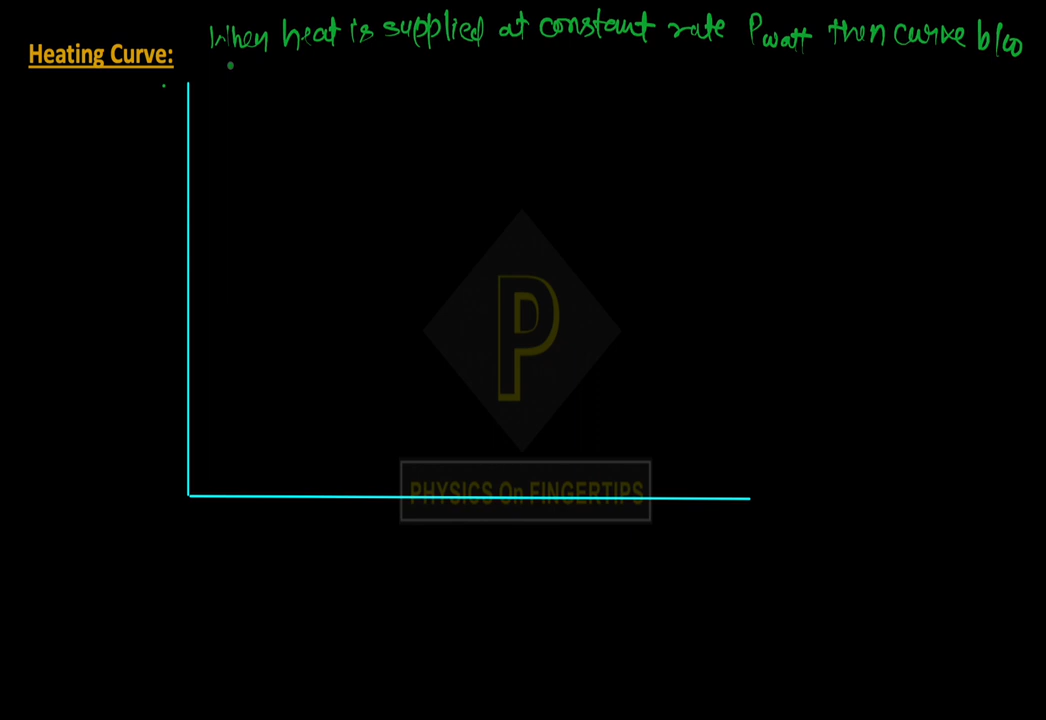 Heating Curve: When heat is supplied at constant rate P watt then curve b/w
P
PHYSICS On FINGERTIPS